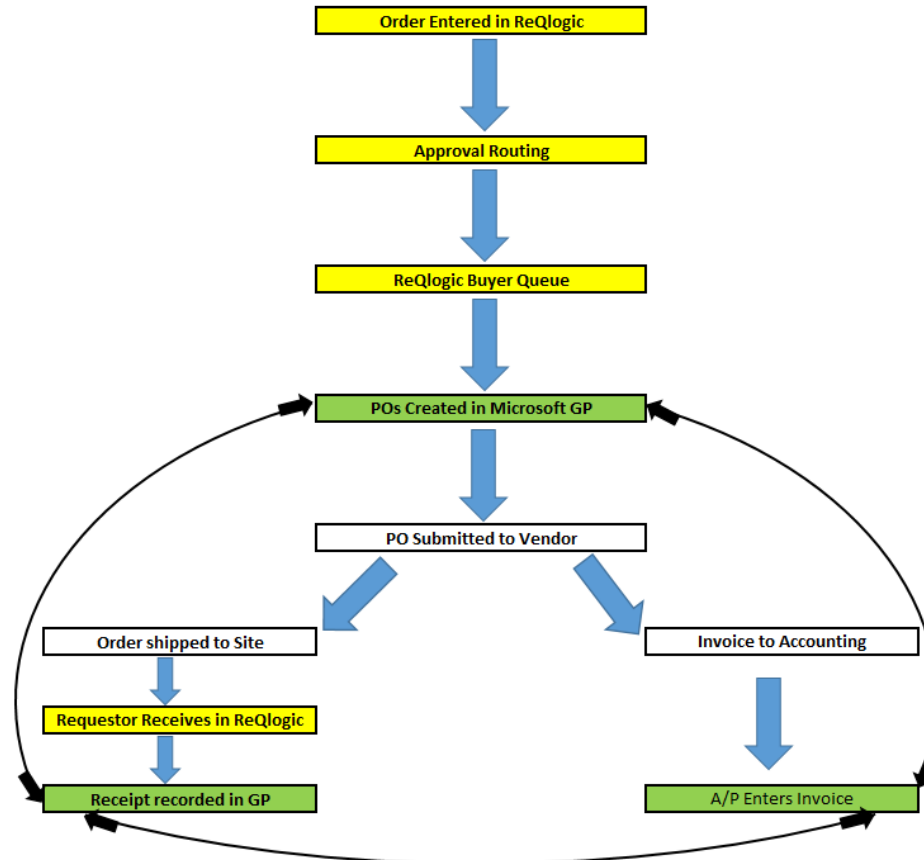 Order Entered in ReQlogic
Approval Routing
ReQlogic Buyer Queue
POs Created in Microsoft GP
PO Submitted to Vendor
Order shipped to Site
Invoice to Accounting
Requestor Receives in ReQlogic
Receipt recorded in GP
A/P Enters Invoice